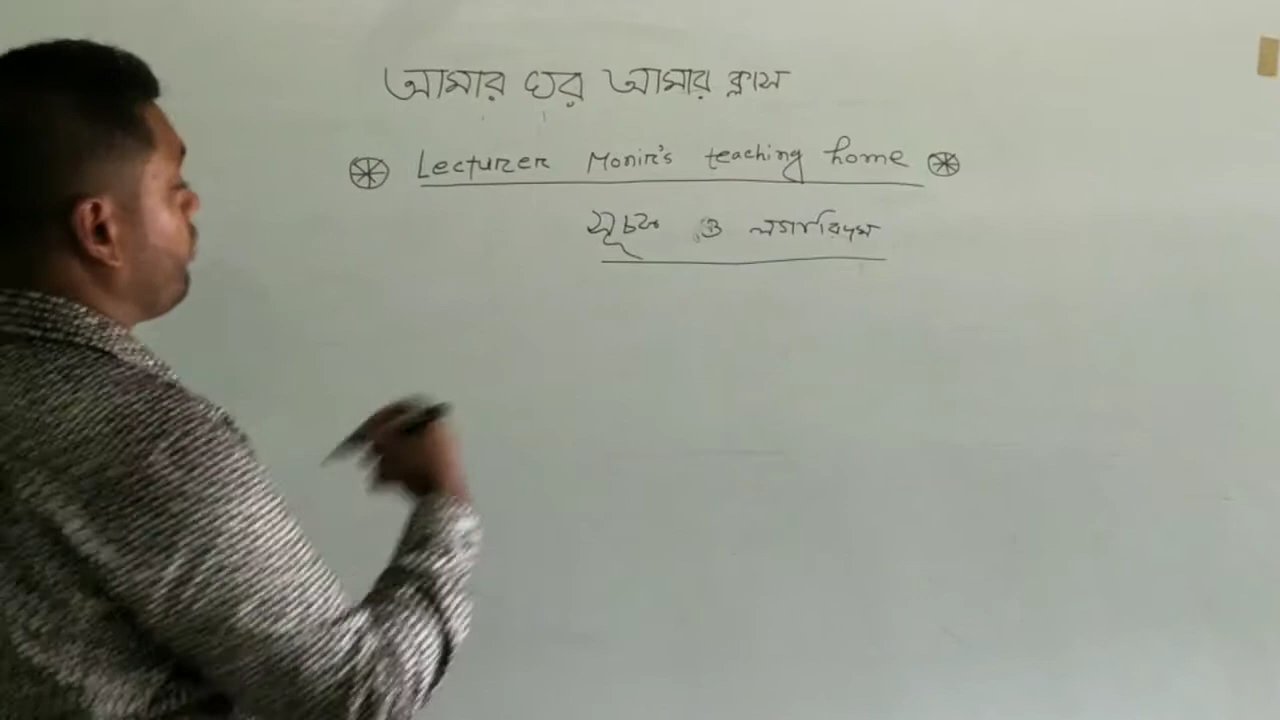 আমার ঘর আমার ক্লাস
Lecturer Monir's teaching home
সূচক ও লগারিদম